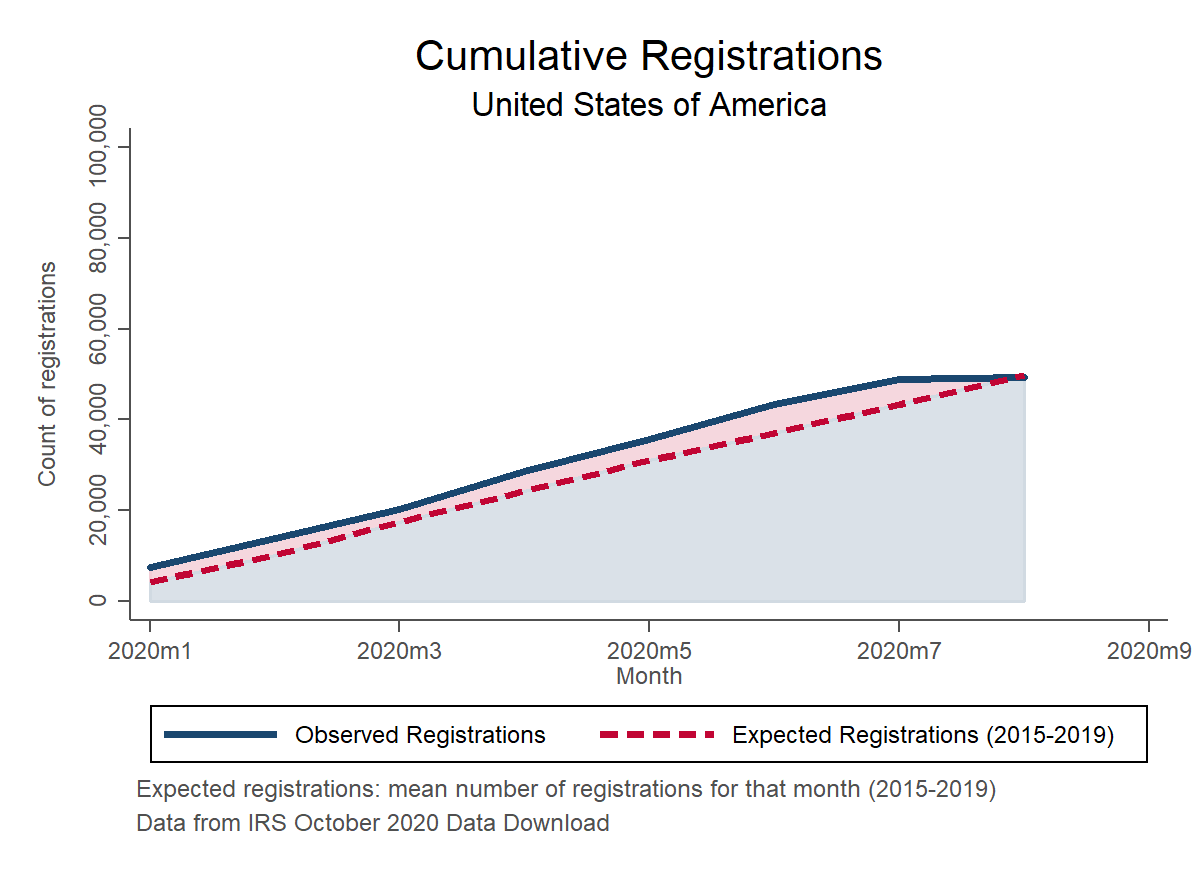 Cumulative Registrations
United States of America
100,000
80,000
60,000
40,000
20,000
0
Count of registrations
2020m1 2020m3 2020m5 2020m7 2020m9
Month
Observed Registrations Expected Registrations (2015-2019)
Expected registrations: mean number of registrations for that month (2015-2019)
Data from IRS October 2020 Data Download